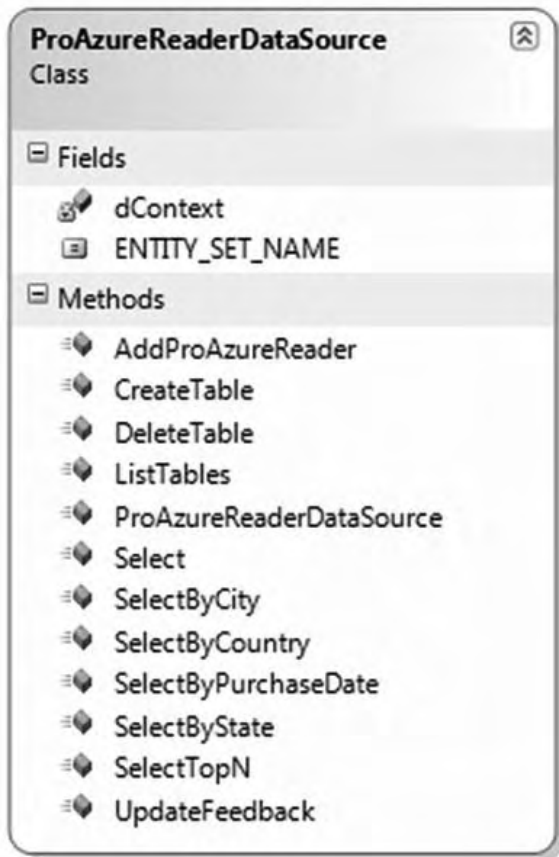 ProAzureReaderDataSource
Class
Fields
dContext
ENTITY_SET_NAME
Methods
AddProAzureReader
CreateTable
DeleteTable
ListTables
ProAzureReaderDataSource
Select
SelectByCity
SelectByCountry
SelectByPurchaseDate
SelectByState
SelectTopN
UpdateFeedback